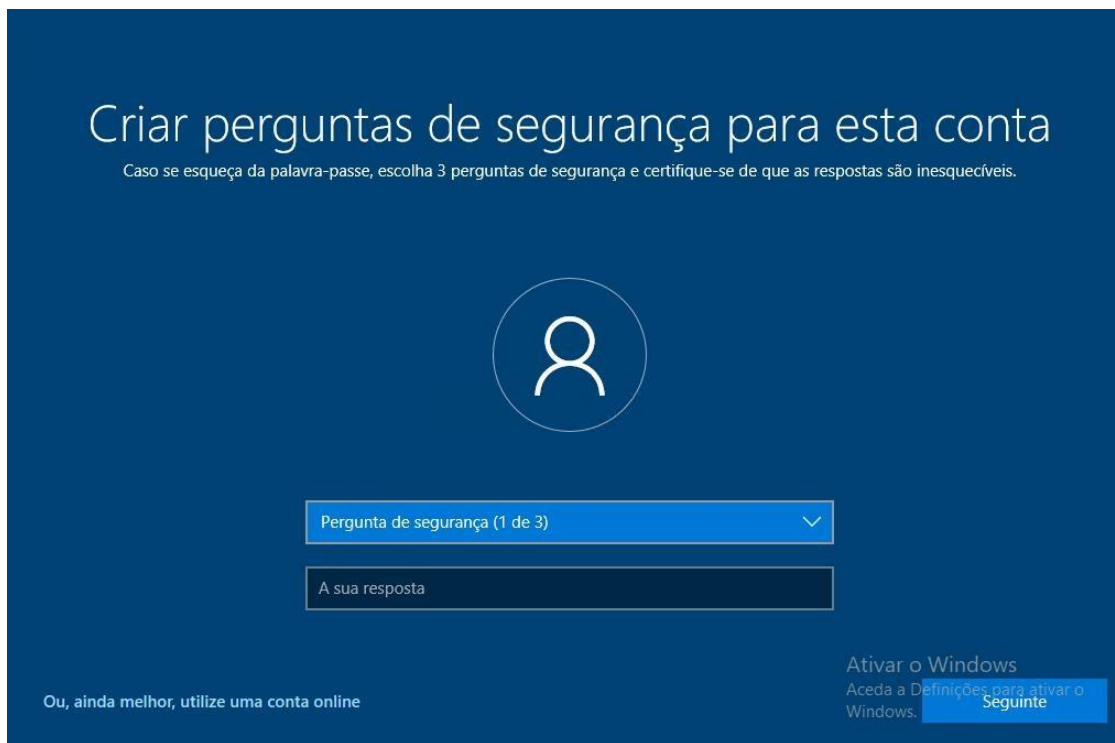 Criar perguntas de segurança para esta conta
Caso se esqueça da palavra-passe, escolha 3 perguntas de segurança e certifique-se de que as respostas são inesquecíveis.
Pergunta de segurança (1 de 3)
A sua resposta
Ou, ainda melhor, utilize uma conta online
Ativar o Windows
Aceda a Definições para ativar o
Windows.
Seguinte